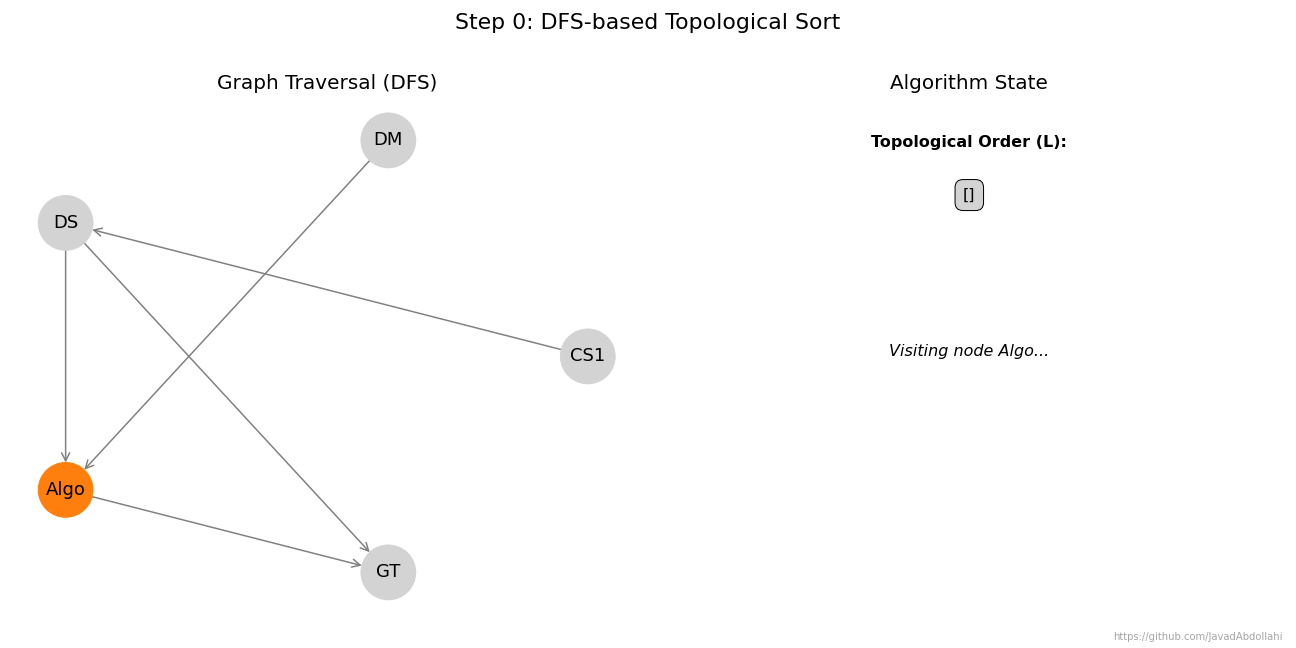 Step 0: DFS-based Topological Sort
Graph Traversal (DFS)
DM
DS
CS1
Algo
GT
Algorithm State
Topological Order (L):
[]
Visiting node Algo...
https://github.com/JavadAbdollahi